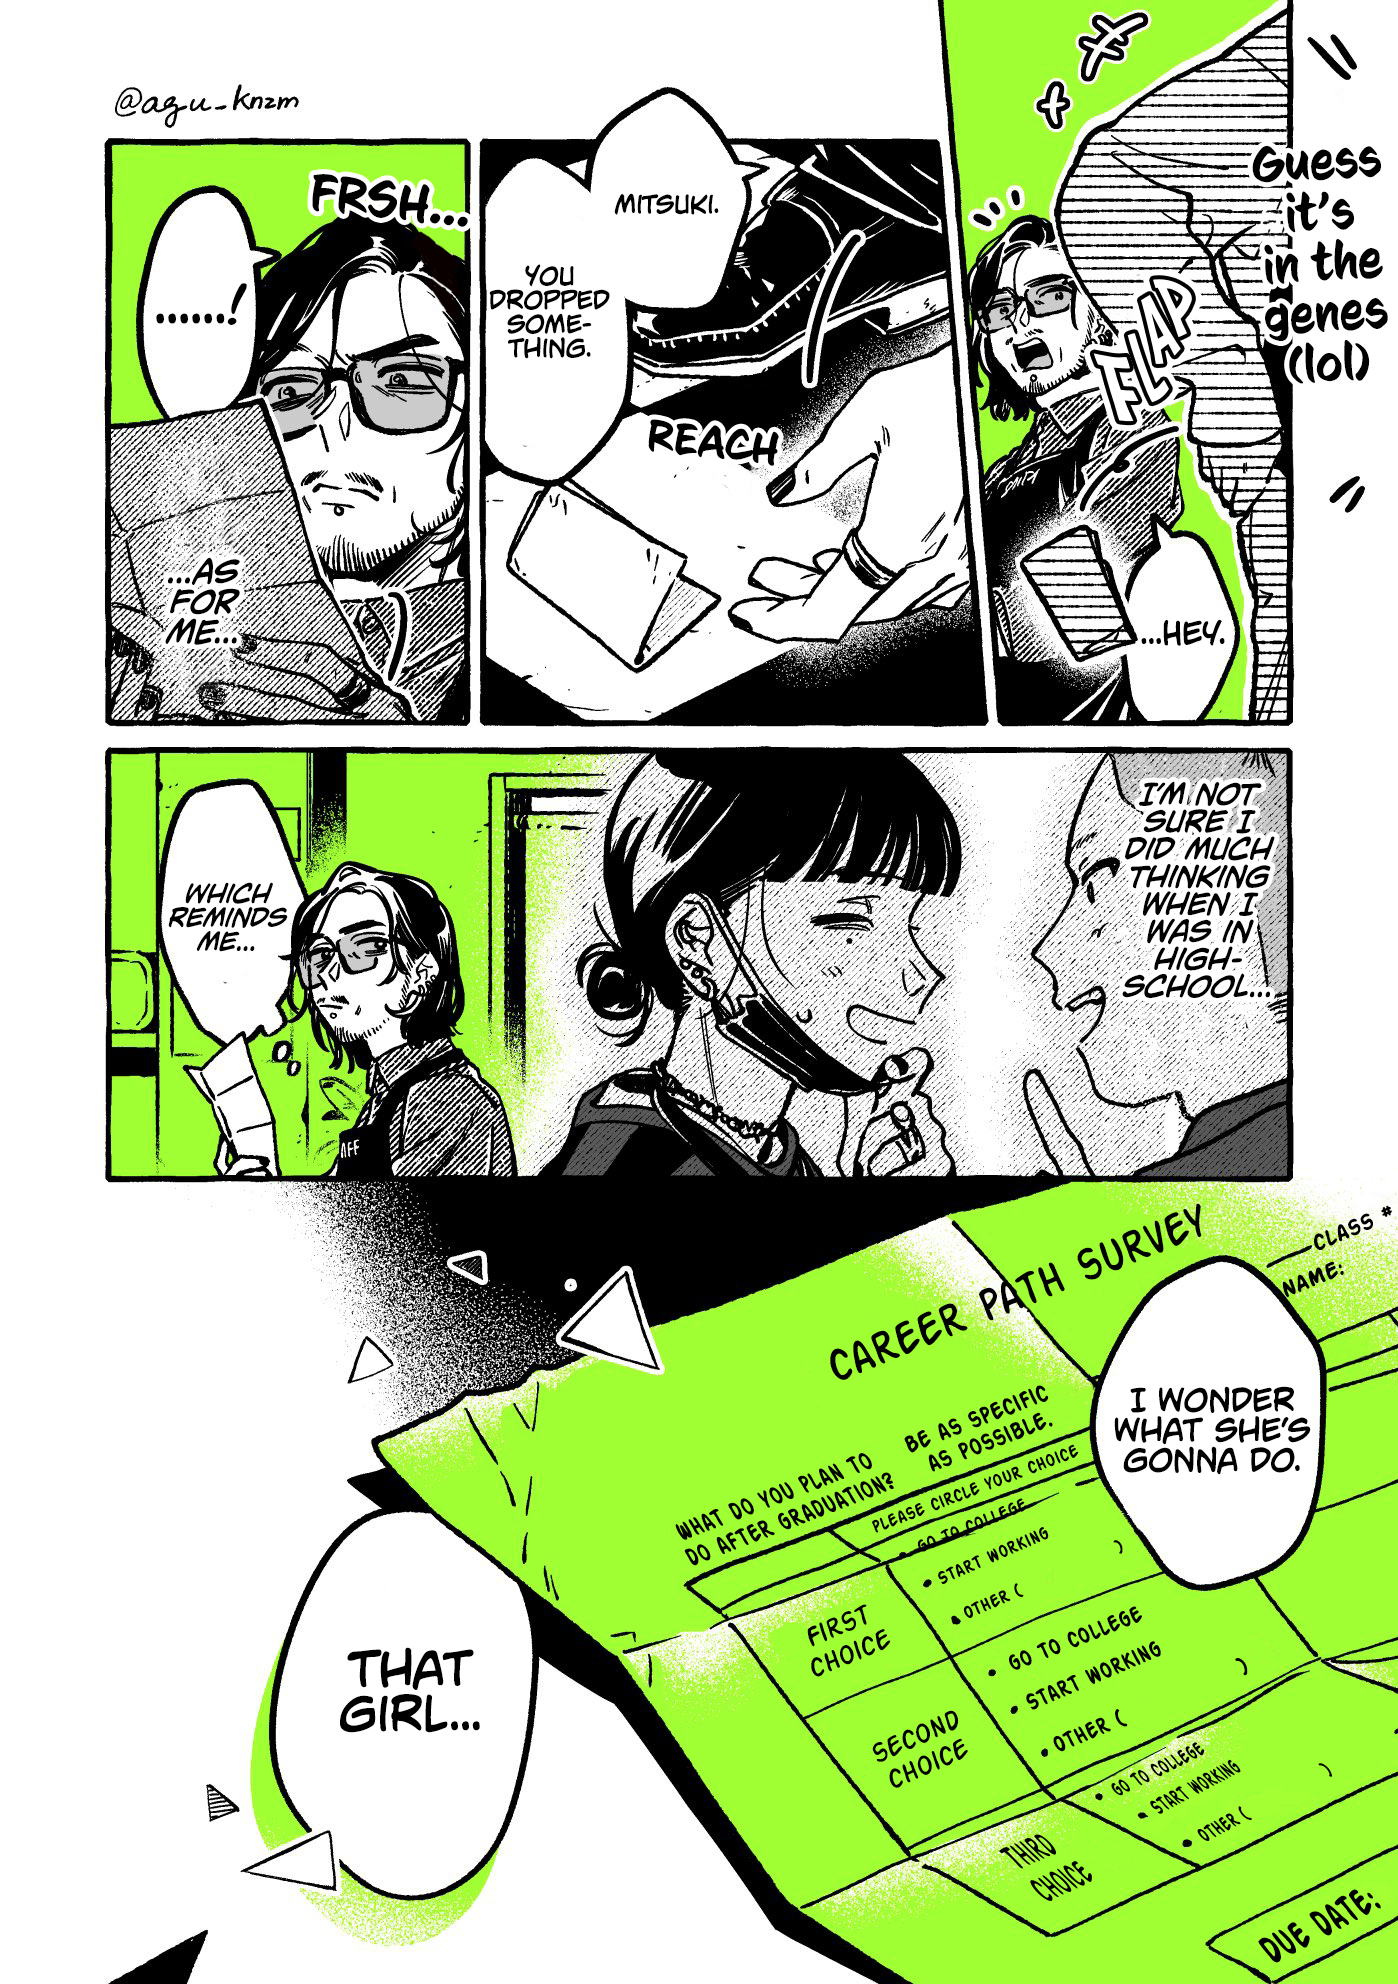 @agu_knzm
Guess
it's
in the
genes
(lol)
FLAP
...HEY.
MITSUKI.
YOU
DROPPED
SOME-
THING.
REACH
FRSH...
......!
...AS
FOR
ME...
I'M NOT
SURE I
DID MUCH
THINKING
WHEN I
WAS IN
HIGH-
SCHOOL...
WHICH
REMINDS
ME...
AFF
CAREER PATH SURVEY
CLASS #
NAME:
I WONDER
WHAT SHE'S
GONNA DO.
WHAT DO YOU PLAN TO
DO AFTER GRADUATION?
BE AS SPECIFIC
AS POSSIBLE.
PLEASE CIRCLE YOUR CHOICE
FIRST
CHOICE
• GO TO COLLEGE
• START WORKING
• OTHER ( )
SECOND
CHOICE
• GO TO COLLEGE
• START WORKING
• OTHER ( )
THIRD
CHOICE
• GO TO COLLEGE
• START WORKING
• OTHER ( )
DUE DATE:
THAT
GIRL...